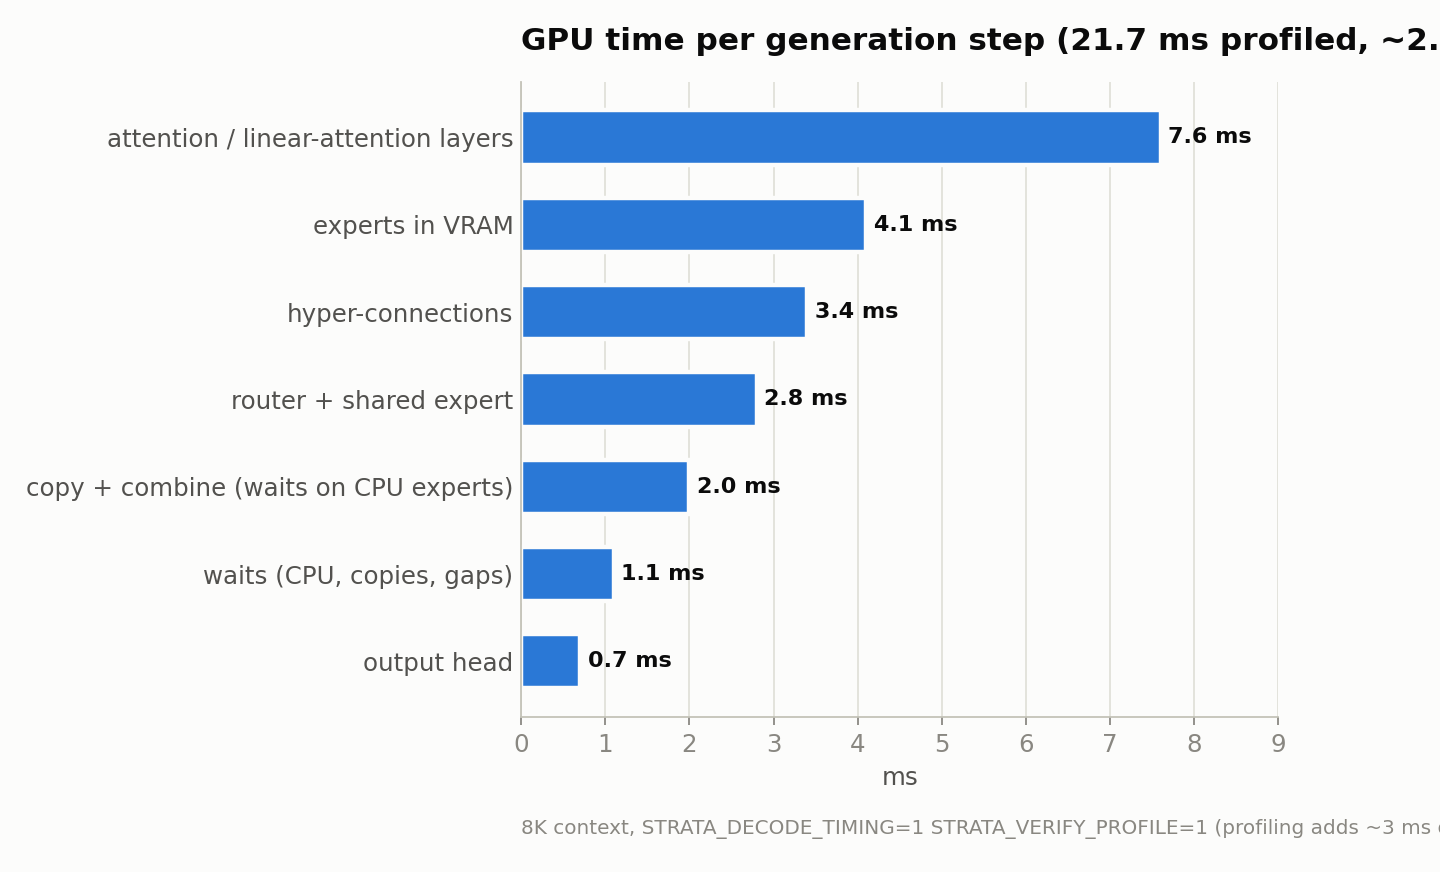 GPU time per generation step (21.7 ms profiled, ~2.
attention / linear-attention layers
7.6 ms
experts in VRAM
4.1 ms
hyper-connections
3.4 ms
router + shared expert
2.8 ms
copy + combine (waits on CPU experts)
2.0 ms
waits (CPU, copies, gaps)
1.1 ms
output head
0.7 ms
0 1 2 3 4 5 6 7 8 9
ms
8K context, STRATA_DECODE_TIMING=1 STRATA_VERIFY_PROFILE=1 (profiling adds ~3 ms